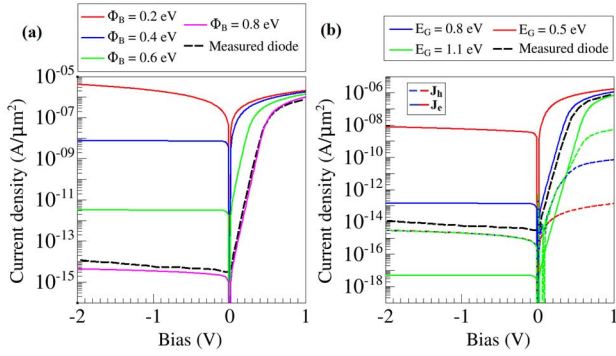 (a)
Φ_B = 0.2 eV
Φ_B = 0.8 eV
Φ_B = 0.4 eV
Measured diode
Φ_B = 0.6 eV
10^-05
10^-07
10^-09
10^-11
10^-13
10^-15
Current density (A/μm²)
-2
-1
0
1
Bias (V)
(b)
E_G = 0.8 eV
E_G = 0.5 eV
E_G = 1.1 eV
Measured diode
J_h
J_e
10^-06
10^-08
10^-10
10^-12
10^-14
10^-16
10^-18
Current density (A/μm²)
-2
-1
0
1
Bias (V)